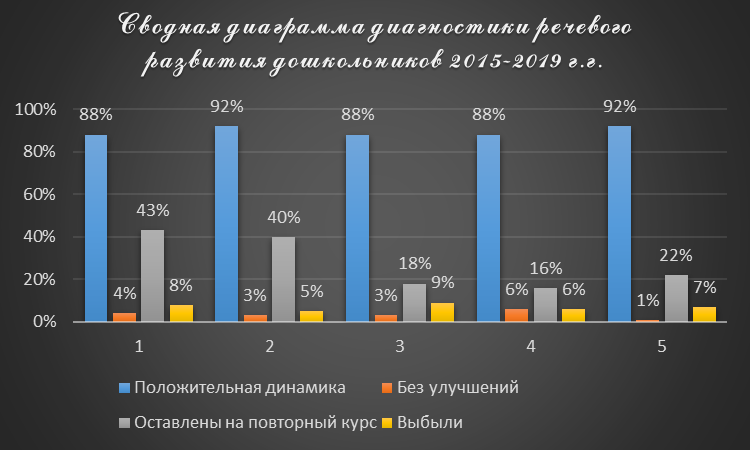 Сводная диаграмма диагностики речевого
развития дошкольников 2015-2019 г.г.
100%
80%
60%
40%
20%
0%
88% 4% 43% 8%
92% 3% 40% 5%
88% 3% 18% 9%
88% 6% 16% 6%
92% 1% 22% 7%
1 2 3 4 5
Положительная динамика Без улучшений
Оставлены на повторный курс Выбыли